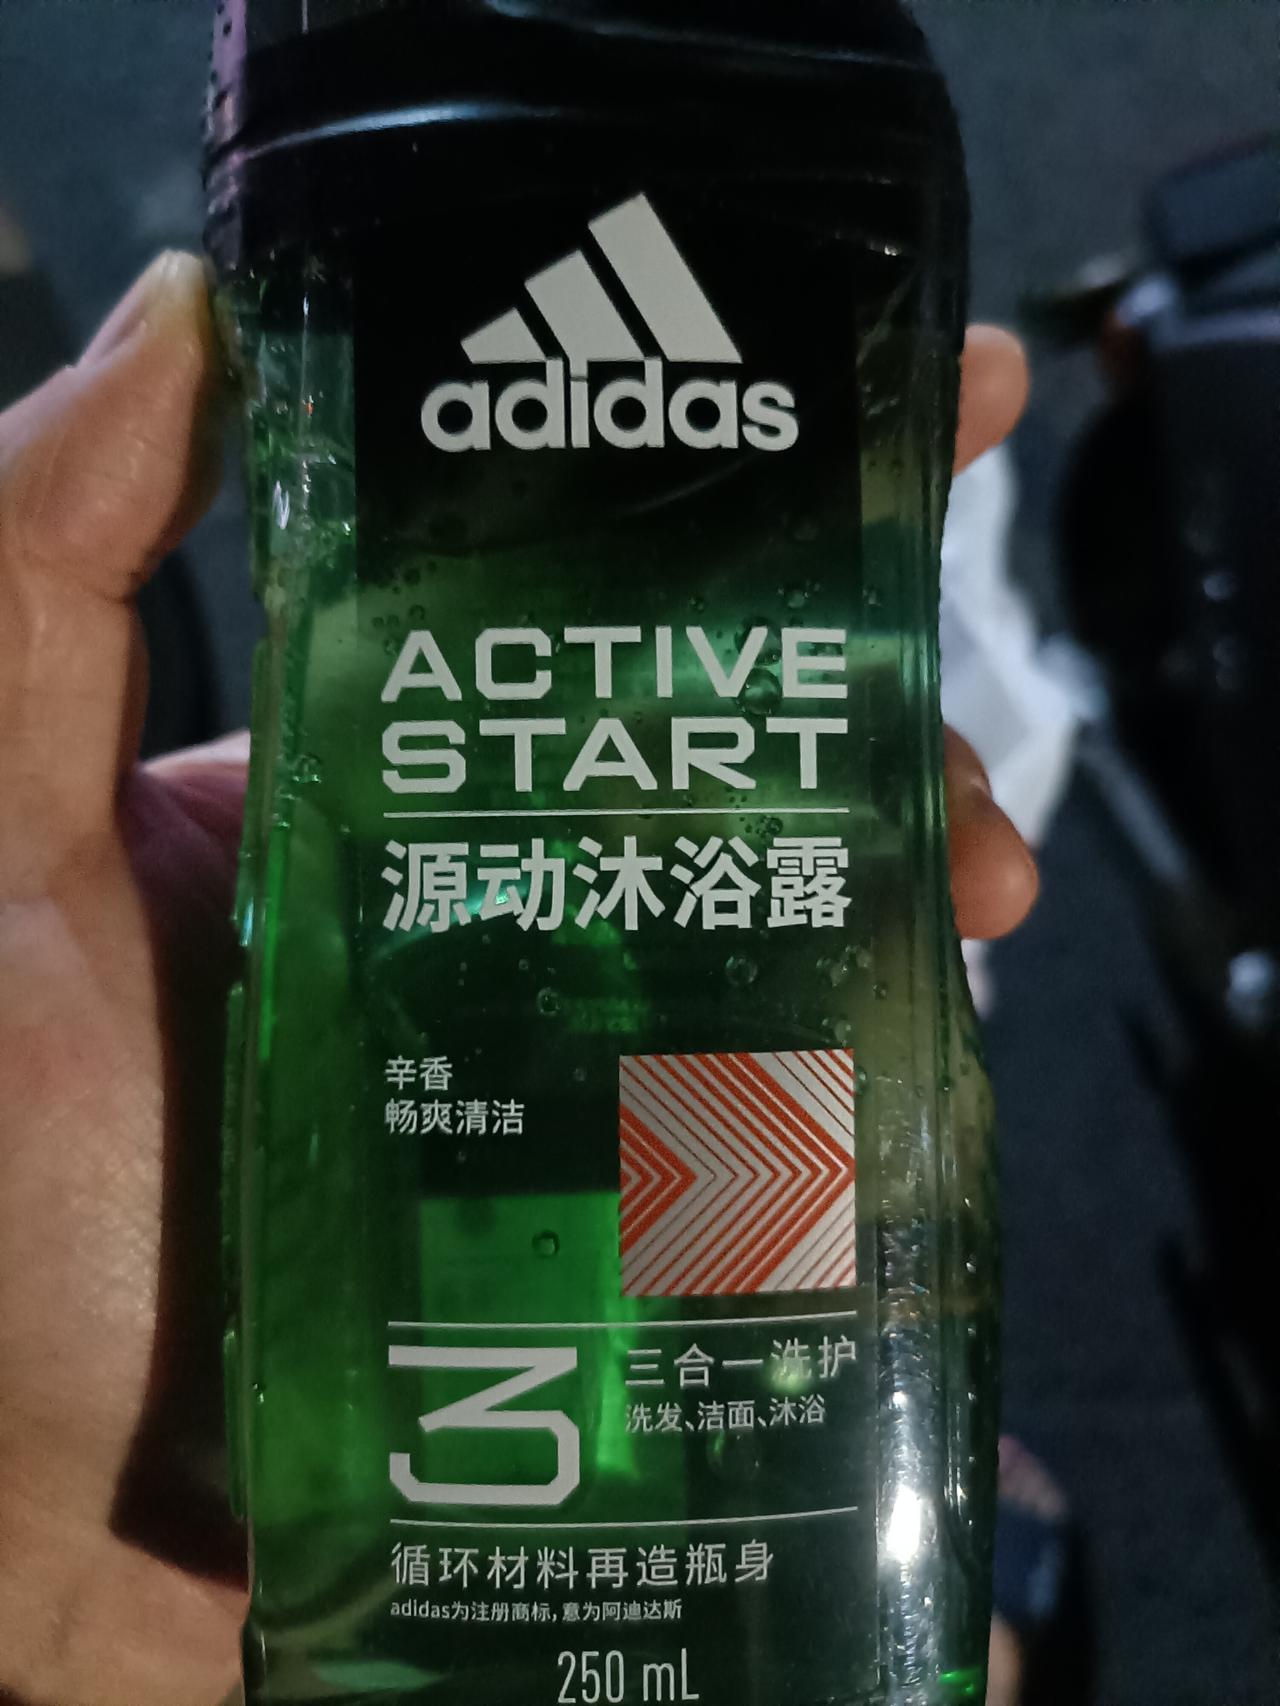 adidas
ACTIVE
START
源动沐浴露
辛香
畅爽清洁
3
三合一洗护
洗发、洁面、沐浴
循环材料再造瓶身
adidas为注册商标，意为阿迪达斯
250 mL